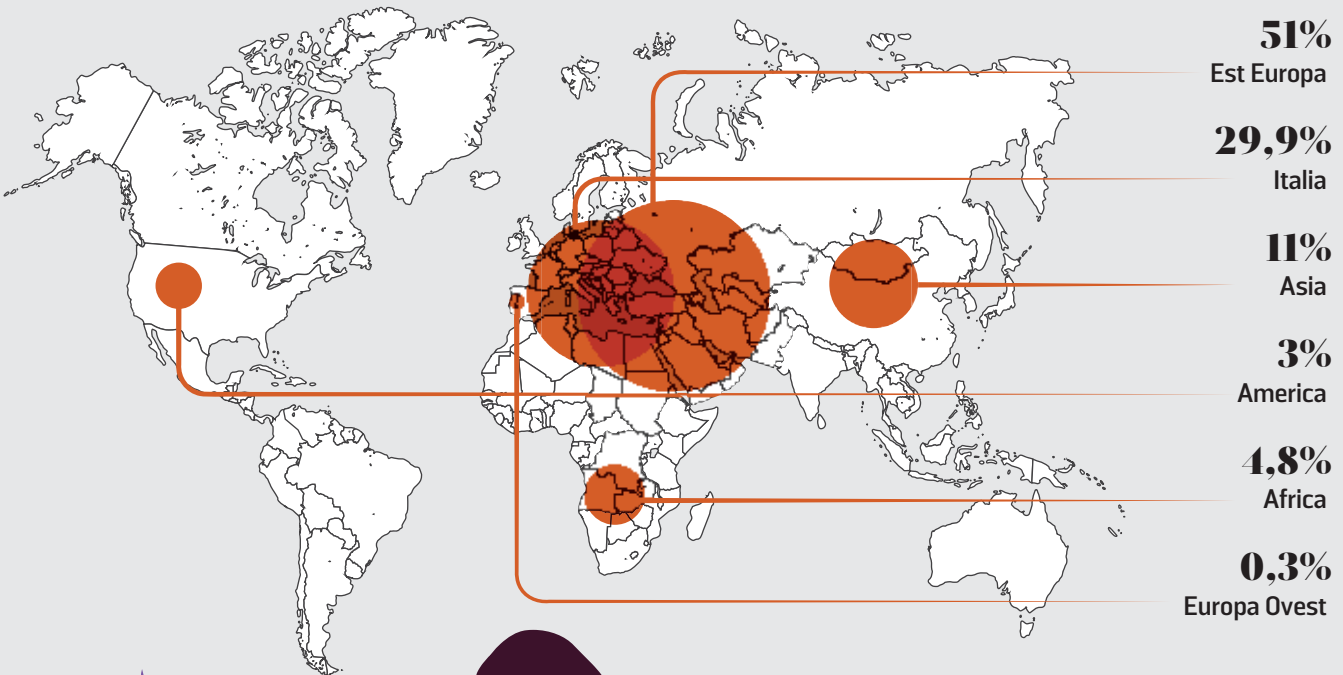 51%
Est Europa
29,9%
Italia
11%
Asia
3%
America
4,8%
Africa
0,3%
Europa Ovest